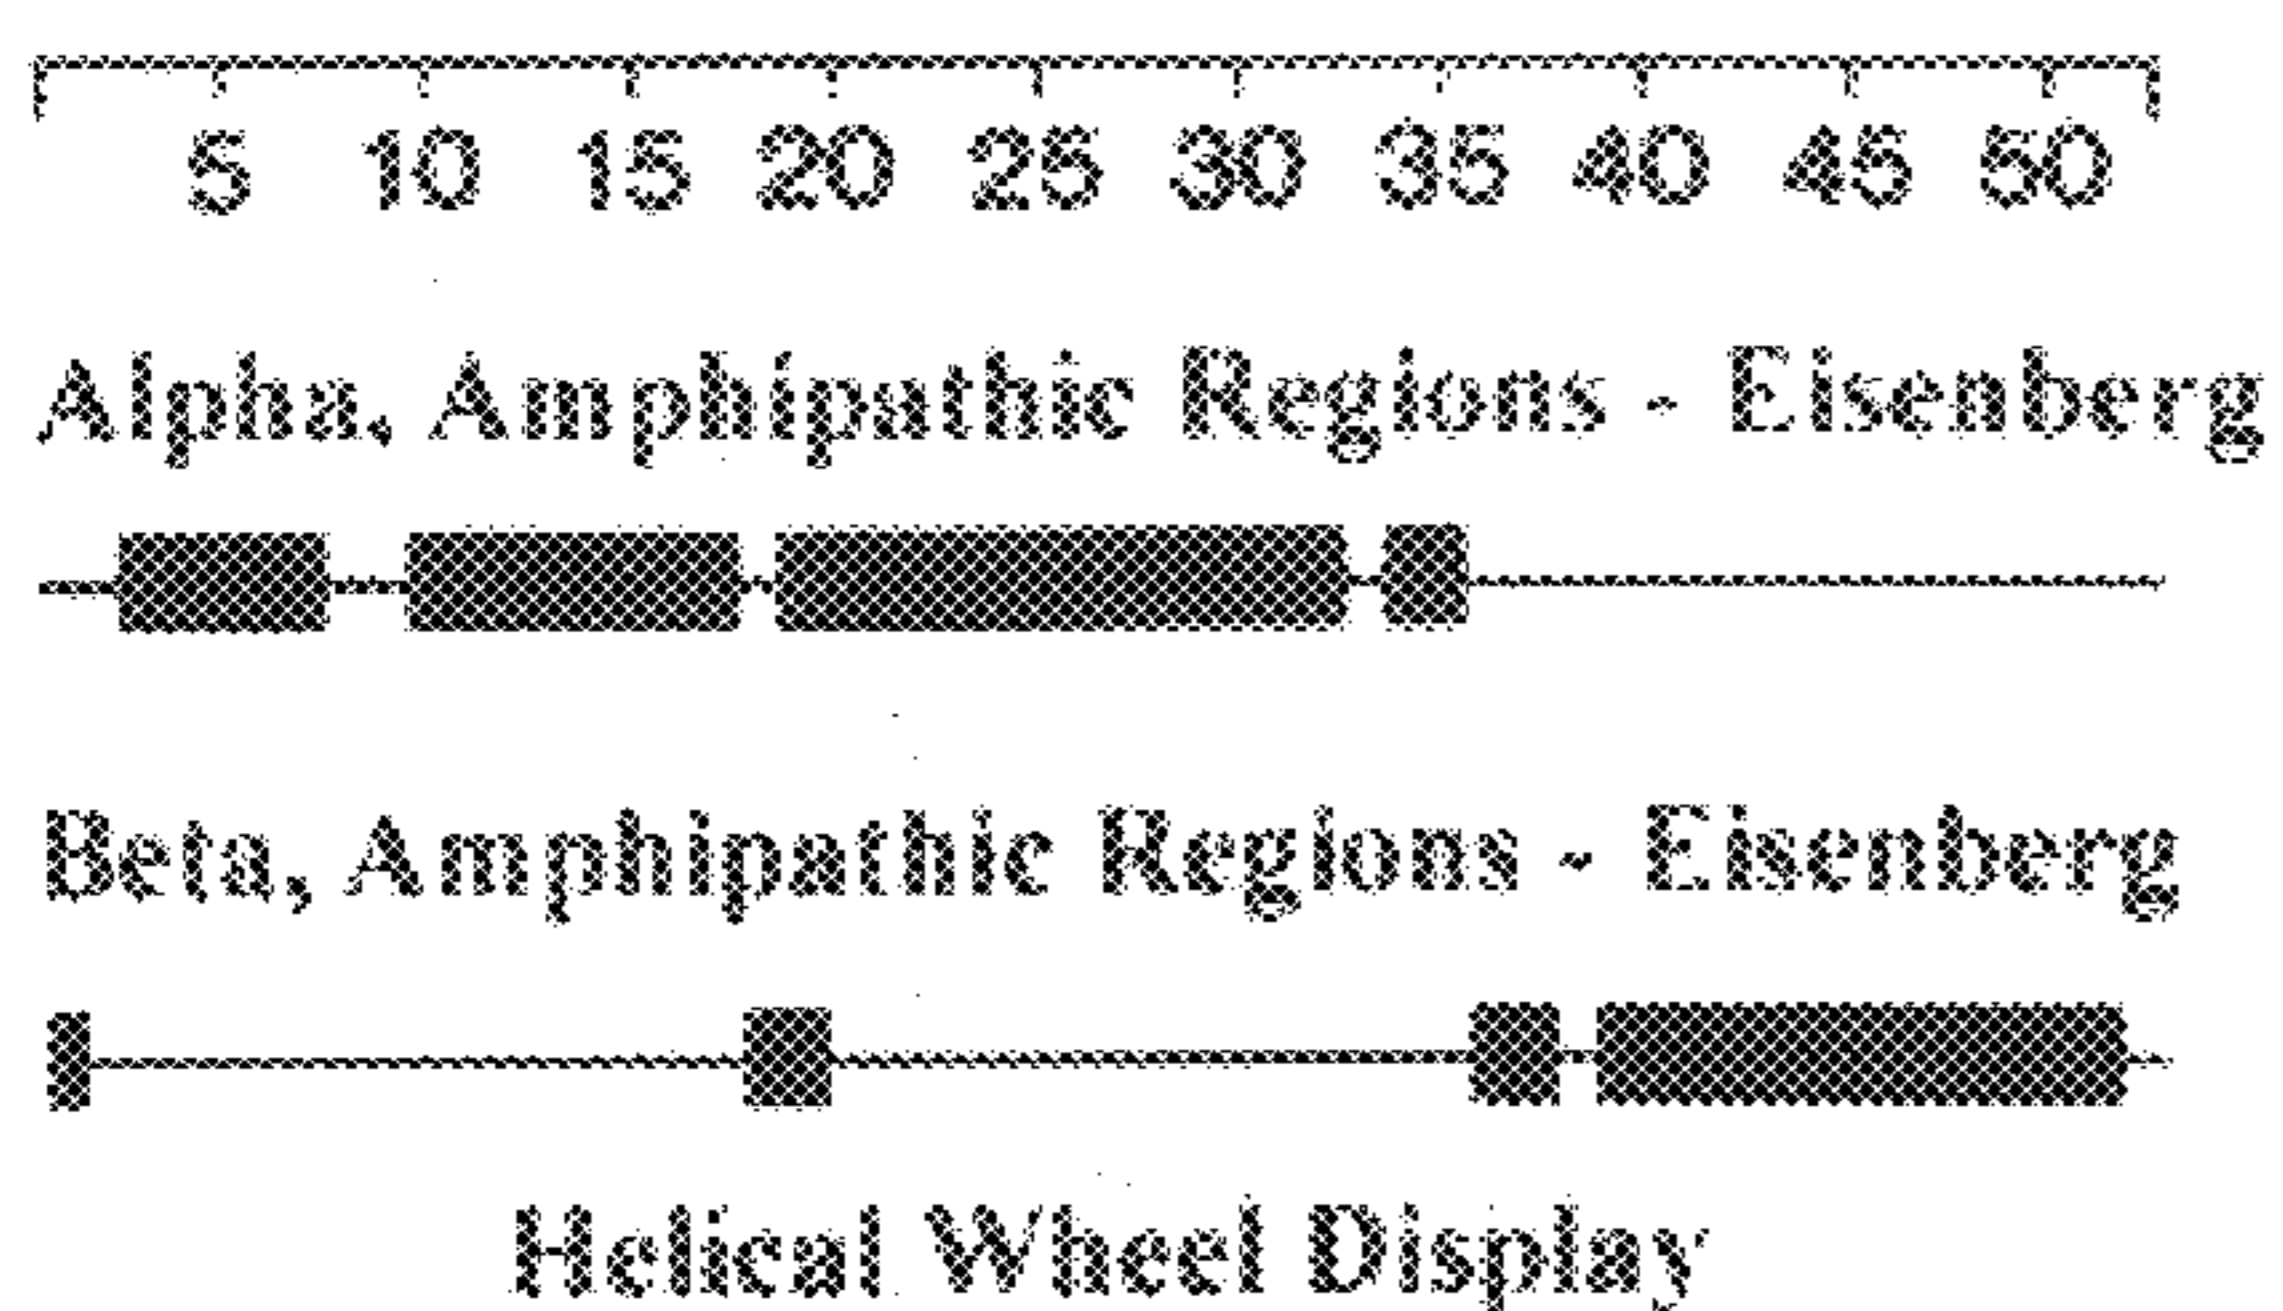 5 10 15 20 25 30 35 40 45 50
Alpha, Amphipathic Regions - Eisenberg
Beta, Amphipathic Regions - Eisenberg
Helical Wheel Display